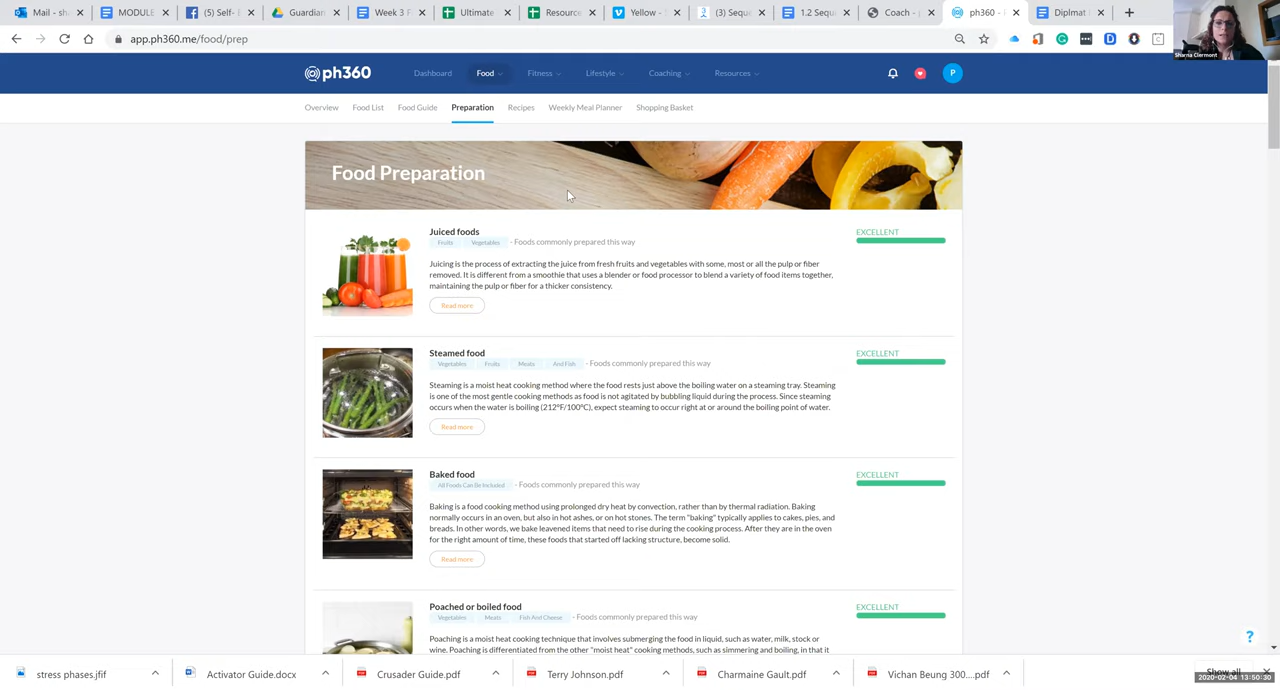 Mail - sh
MODULE
(5) Self-
Guardian
Week 3 F
Ultimate
Resource
Yellow - S
(3) Seque
1.2 Sequ
Coach - p
ph360 -
Diplmat
app.ph360.me/food/prep
Sharna Clermont
ph360
Dashboard
Food
Fitness
Lifestyle
Coaching
Resources
P
Overview
Food List
Food Guide
Preparation
Recipes
Weekly Meal Planner
Shopping Basket
Food Preparation
Juiced foods
EXCELLENT
Fruits Vegetables - Foods commonly prepared this way
Juicing is the process of extracting the juice from fresh fruits and vegetables with some, most or all the pulp or fiber
removed. It is different from a smoothie that uses a blender or food processor to blend a variety of food items together,
maintaining the pulp or fiber for a thicker consistency.
Read more
Steamed food
EXCELLENT
Vegetables Fruits Meats And Fish - Foods commonly prepared this way
Steaming is a moist heat cooking method where the food rests just above the boiling water on a steaming tray. Steaming
is one of the most gentle cooking methods as food is not agitated by bubbling liquid during the process. Since steaming
occurs when the water is boiling (212°F/100°C), expect steaming to occur right at or around the boiling point of water.
Read more
Baked food
EXCELLENT
All Foods Can Be Included - Foods commonly prepared this way
Baking is a food cooking method using prolonged dry heat by convection, rather than by thermal radiation. Baking
normally occurs in an oven, but also in hot ashes, or on hot stones. The term "baking" typically applies to cakes, pies, and
breads. In other words, we bake leavened items that need to rise during the cooking process. After they are in the oven
for the right amount of time, these foods that started off lacking structure, become solid.
Read more
Poached or boiled food
EXCELLENT
Vegetables Meats Fish And Cheese - Foods commonly prepared this way
Poaching is a moist heat cooking technique that involves submerging the food in liquid, such as water, milk, stock or
wine. Poaching is differentiated from the other "moist heat" cooking methods, such as simmering and boiling, in that it
?
stress phases.jfif
Activator Guide.docx
Crusader Guide.pdf
Terry Johnson.pdf
Charmaine Gault.pdf
Vichan Beung 300....pdf
Show all
2020-02-04 13:50:30